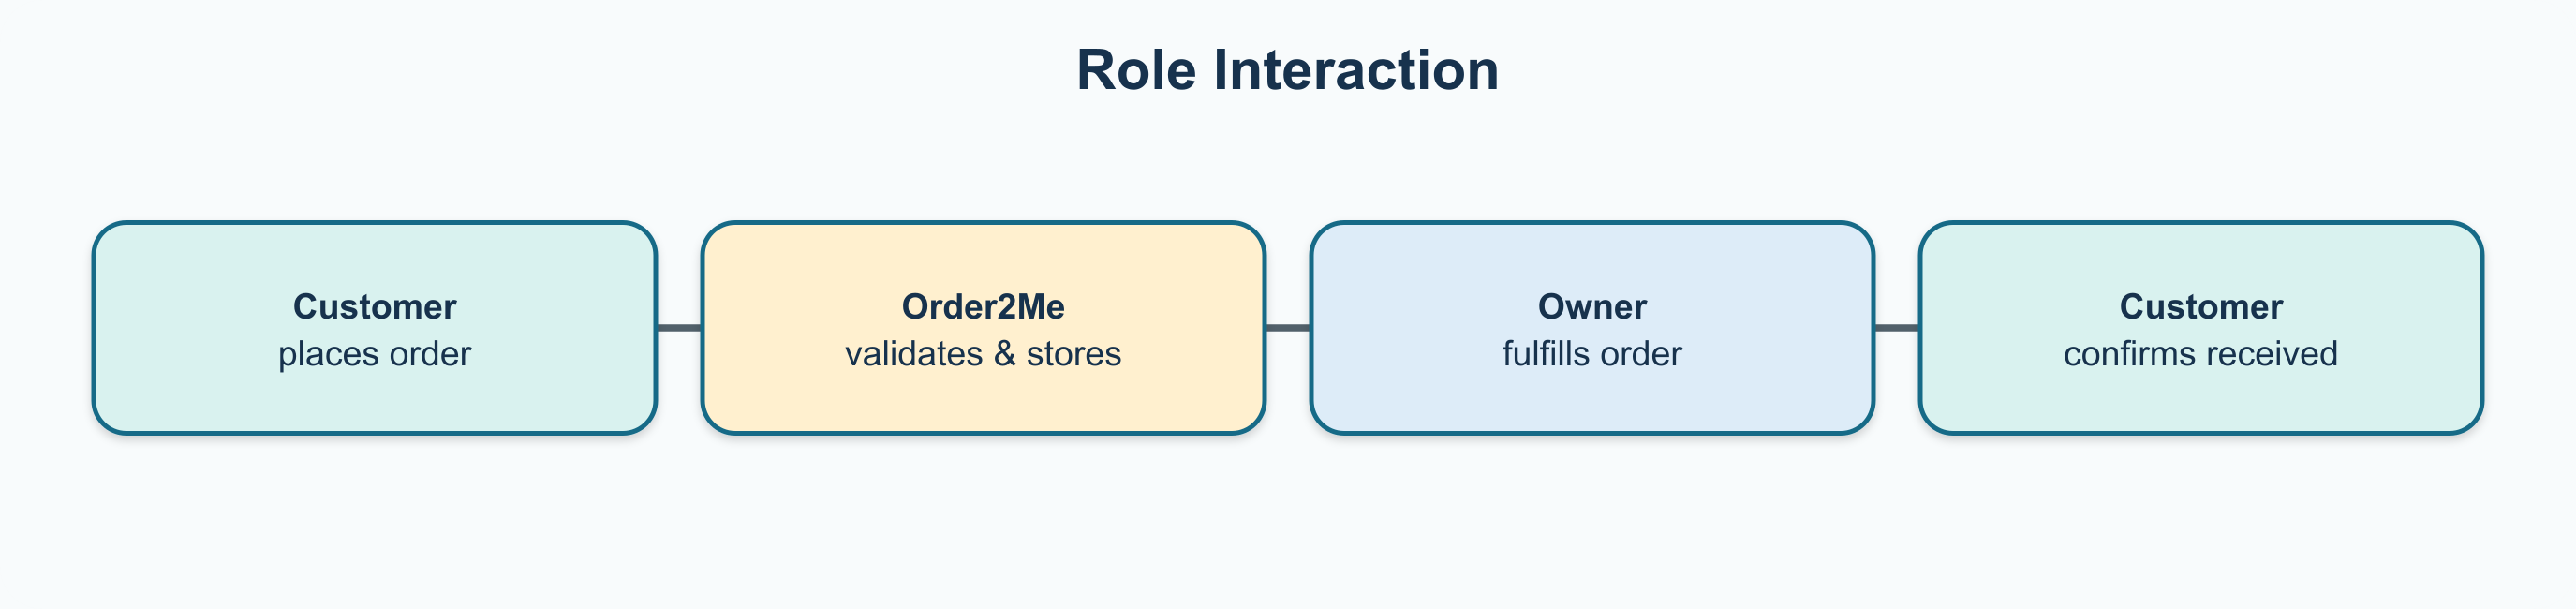 Role Interaction
Customer
places order
Order2Me
validates & stores
Owner
fulfills order
Customer
confirms received